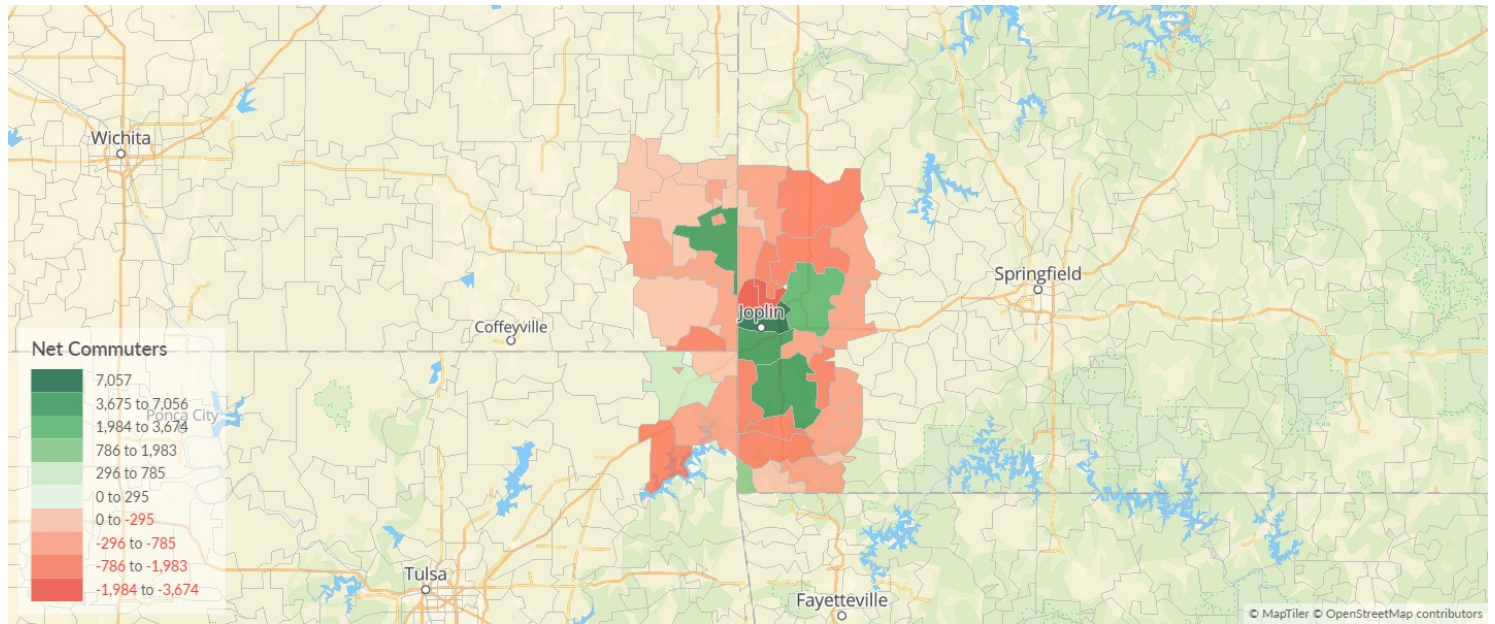 Wichita
Springfield
Joplin
Coffeyville
Net Commuters
7,057
3,675 to 7,056
Ponca City
1,984 to 3,674
786 to 1,983
296 to 785
0 to 295
0 to -295
-296 to -785
-786 to -1,983
-1,984 to -3,674
Tulsa
Fayetteville
© MapTiler © OpenStreetMap contributors